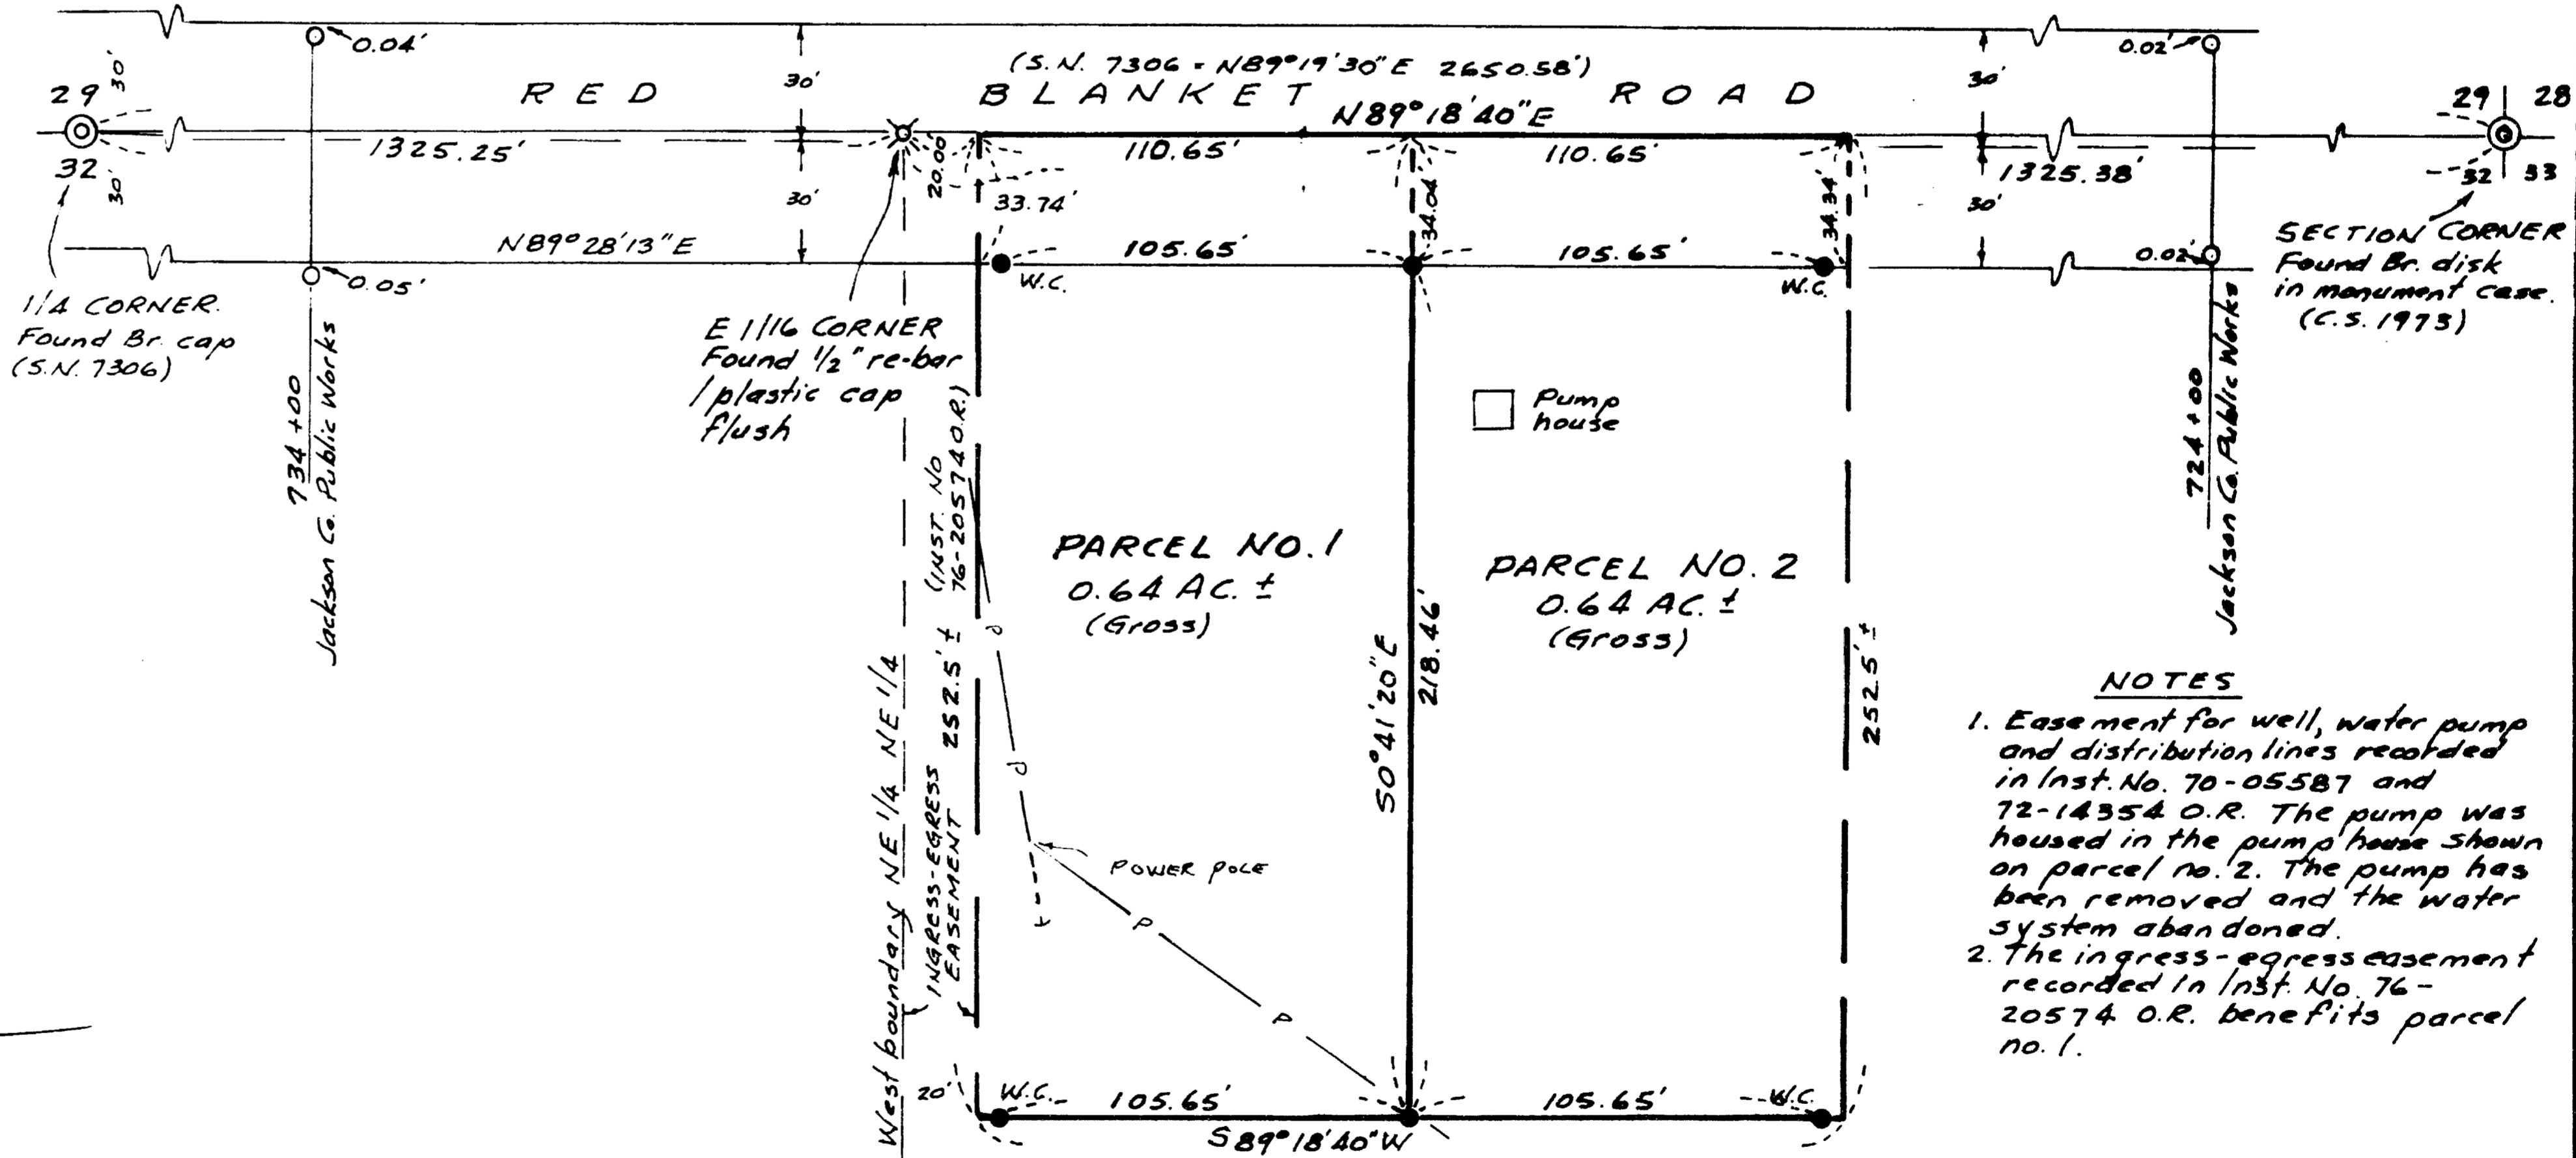 0.04'
0.02'
(S.N. 7306 - N89°19'30"E 2650.58')
30'
30'
30'
29
RED BLANKET ROAD
29 28
N89°18'40"E
1325.25'
20.00'
110.65'
110.65'
1325.38'
32
30'
32 33
33.74'
34.04'
34.34'
30'
30'
N89°28'13"E
105.65'
105.65'
0.02'
0.05'
W.C.
W.C.
SECTION CORNER
Found Br. disk
in monument case.
(C.S. 1973)
1/4 CORNER.
Found Br. cap
(S.N. 7306)
E 1/16 CORNER
Found 1/2" re-bar
/plastic cap
flush
734+00
Jackson Co. Public Works
724+00
Jackson Co. Public Works
Pump
house
(INST. NO
76-20574 O.R.)
PARCEL NO. 1
0.64 AC. ±
(Gross)
PARCEL NO. 2
0.64 AC. ±
(Gross)
252.5' ±
S0°41'20"E
218.46'
252.5' ±
West boundary NE 1/4 NE 1/4
INGRESS-EGRESS
EASEMENT
P
P
POWER POLE
P
P
NOTES
1. Easement for well, water pump
and distribution lines recorded
in Inst. No. 70-05587 and
72-14354 O.R. The pump was
housed in the pump house shown
on parcel no. 2. The pump has
been removed and the water
system abandoned.
2. The ingress-egress easement
recorded in Inst. No. 76-
20574 O.R. benefits parcel
no. 1.
20'
W.C.
105.65'
105.65'
W.C.
S89°18'40"W